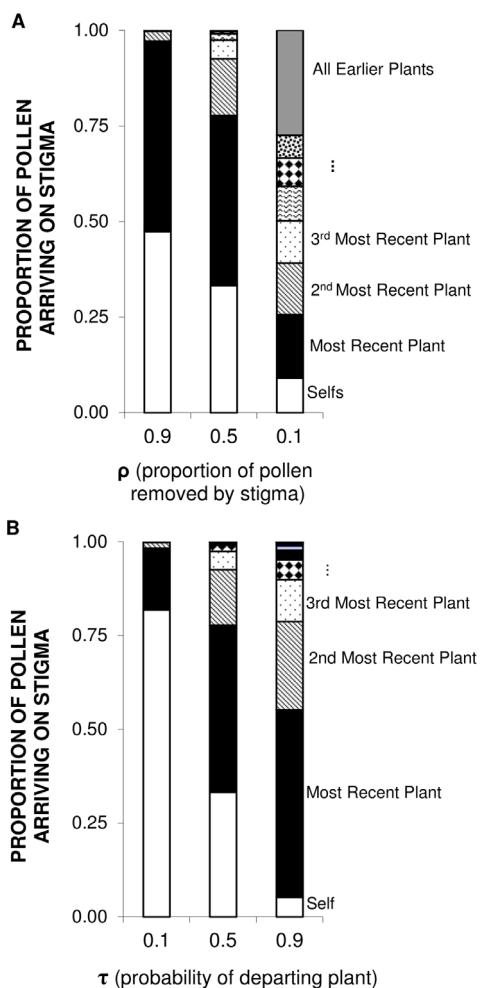 A
PROPORTION OF POLLEN
ARRIVING ON STIGMA
1.00
0.75
0.50
0.25
0.00
All Earlier Plants
...
3rd Most Recent Plant
2nd Most Recent Plant
Most Recent Plant
Selfs
0.9 0.5 0.1
ρ (proportion of pollen
removed by stigma)
B
PROPORTION OF POLLEN
ARRIVING ON STIGMA
1.00
0.75
0.50
0.25
0.00
...
3rd Most Recent Plant
2nd Most Recent Plant
Most Recent Plant
Self
0.1 0.5 0.9
τ (probability of departing plant)